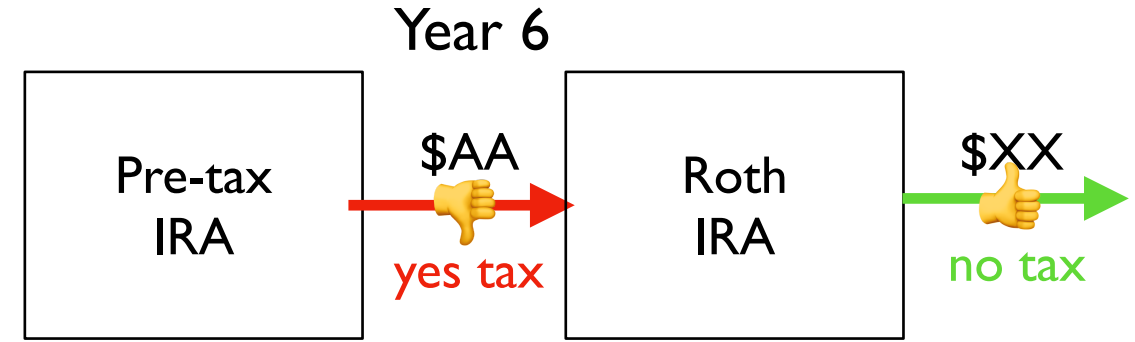 Year 6
Pre-tax
IRA
$AA
yes tax
Roth
IRA
$XX
no tax